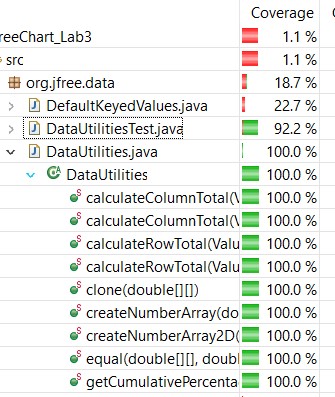 Coverage
reeChart_Lab3 1.1 %
src 1.1 %
org.jfree.data 18.7 %
DefaultKeyedValues.java 22.7 %
DataUtilitiesTest.java 92.2 %
DataUtilities.java 100.0 %
DataUtilities 100.0 %
calculateColumnTotal(V 100.0 %
calculateColumnTotal(V 100.0 %
calculateRowTotal(Value 100.0 %
calculateRowTotal(Value 100.0 %
clone(double[][]) 100.0 %
createNumberArray(do 100.0 %
createNumberArray2D( 100.0 %
equal(double[][], doubl 100.0 %
getCumulativePercenta 100.0 %